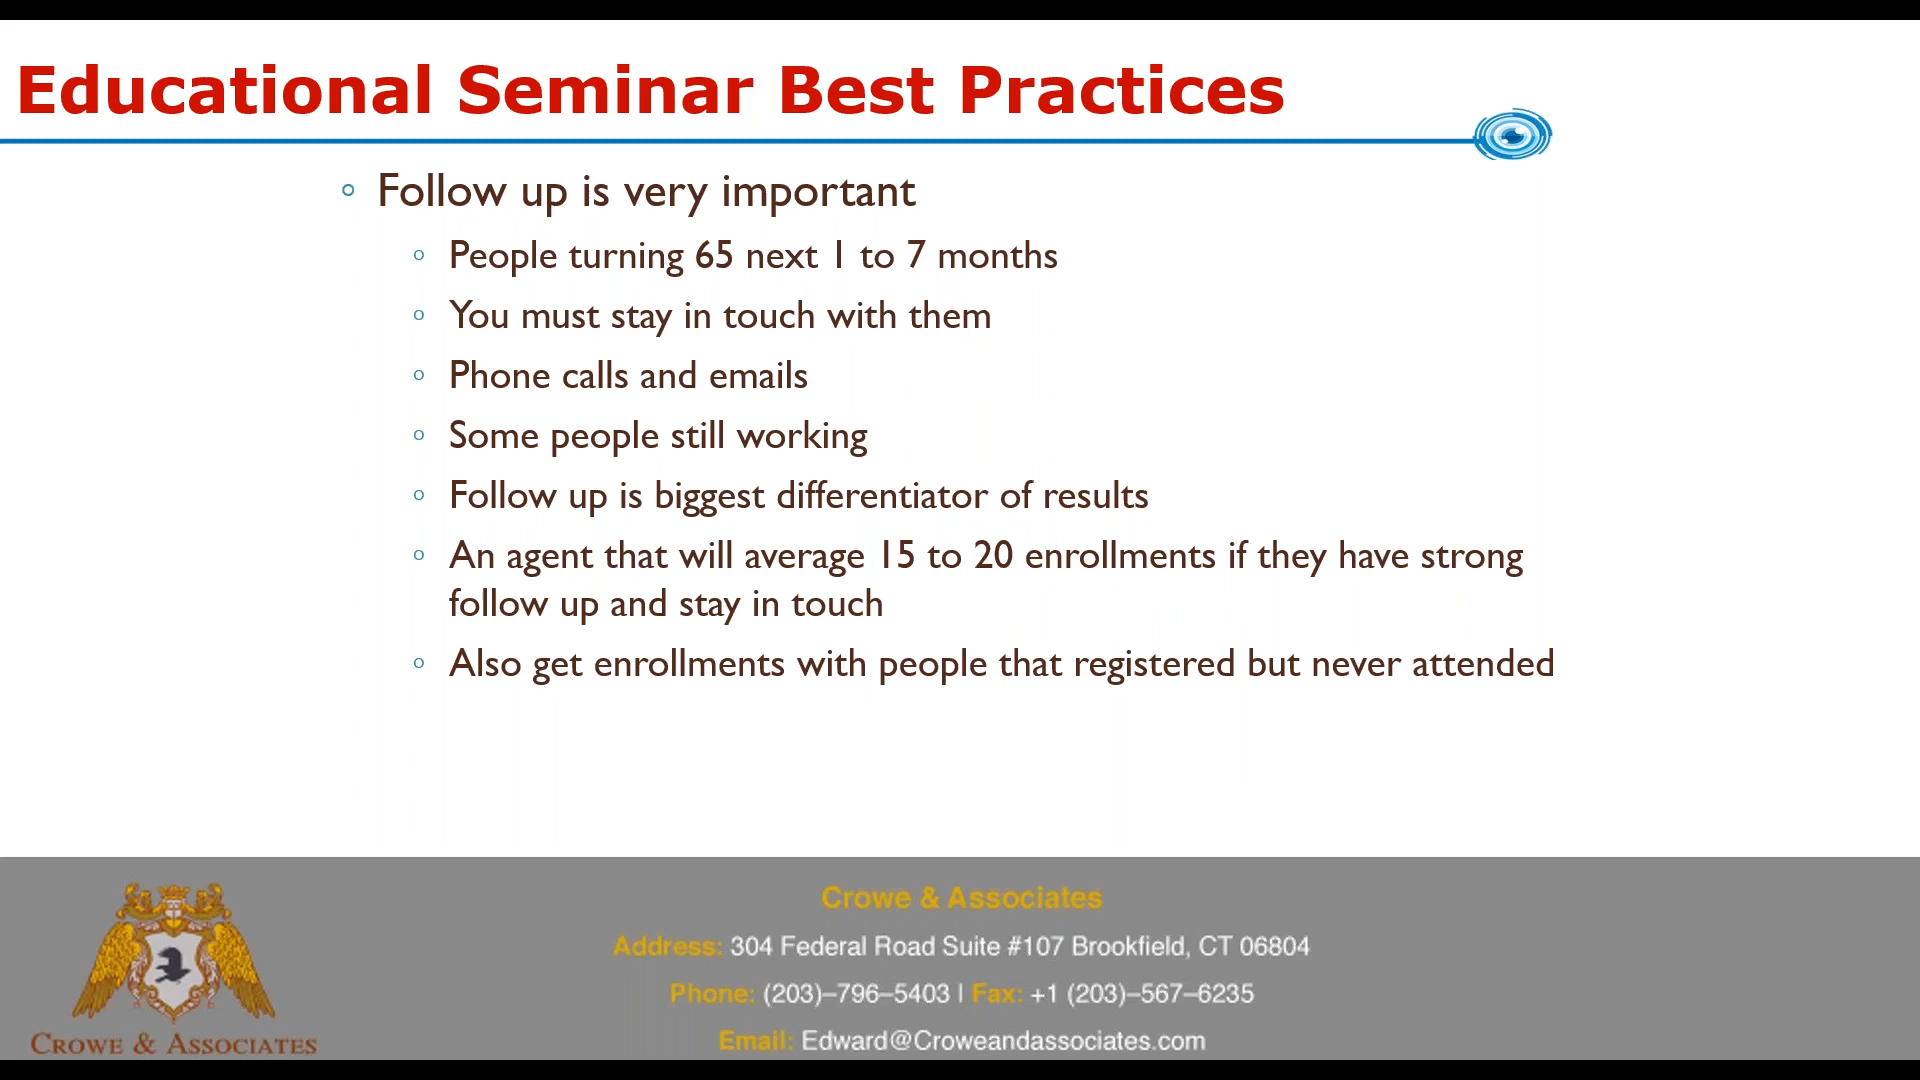 Educational Seminar Best Practices
Follow up is very important
People turning 65 next 1 to 7 months
You must stay in touch with them
Phone calls and emails
Some people still working
Follow up is biggest differentiator of results
An agent that will average 15 to 20 enrollments if they have strong
follow up and stay in touch
Also get enrollments with people that registered but never attended
Crowe & Associates
Address: 304 Federal Road Suite #107 Brookfield, CT 06804
Phone: (203)–796–5403 | Fax: +1 (203)–567–6235
Email: Edward@Croweandassociates.com
Crowe & Associates